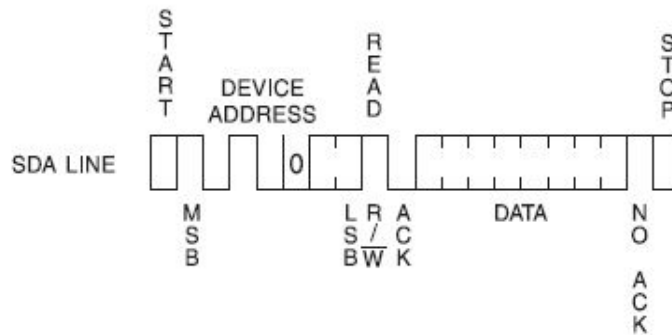 START
READ
STOP
DEVICE
ADDRESS
SDA LINE
0
MSB
LSB
R/W
ACK
DATA
NO ACK